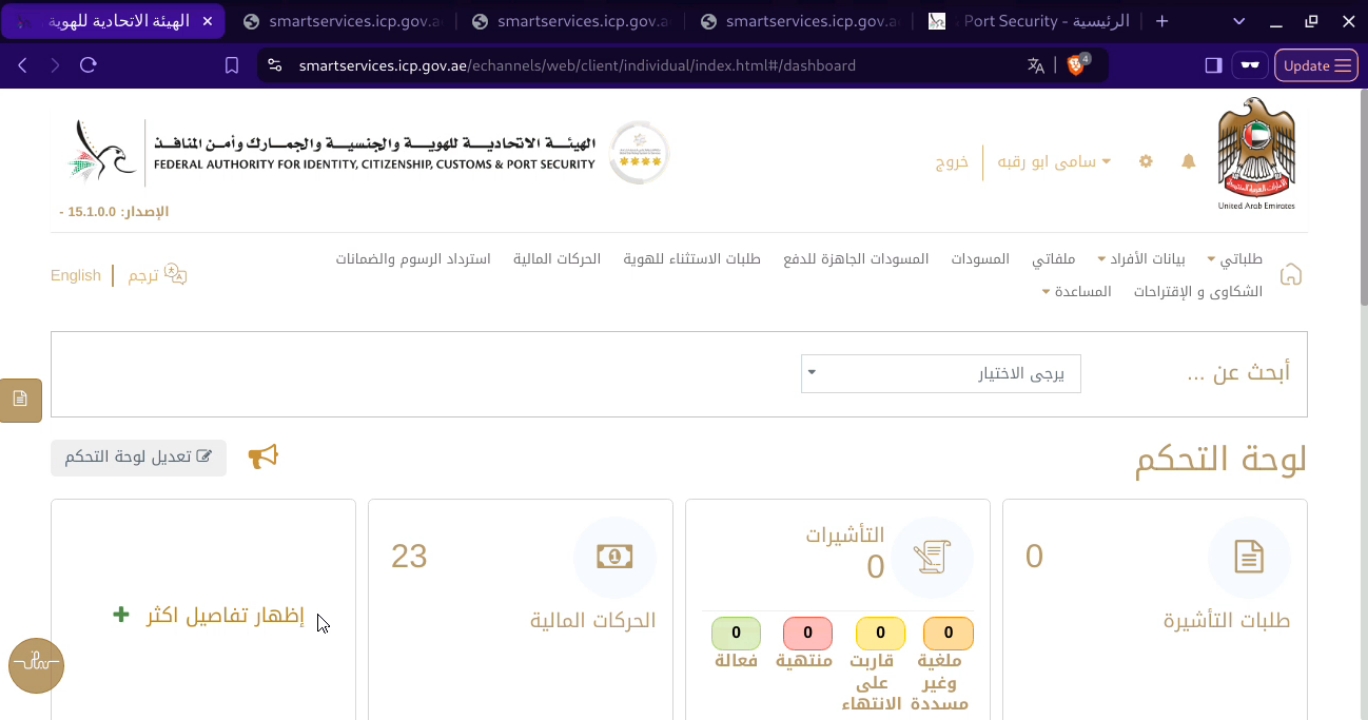 الهيئة الاتحادية للهوية
smartservices.icp.gov.a
smartservices.icp.gov.a
smartservices.icp.gov.a
الرئيسية - Port Security
smartservices.icp.gov.ae/echannels/web/client/individual/index.html#/dashboard
4
Update
الهيئة الاتحادية للهوية والجنسية والجمارك وأمن المنافذ
FEDERAL AUTHORITY FOR IDENTITY, CITIZENSHIP, CUSTOMS & PORT SECURITY
سامى ابو رقبه
خروج
United Arab Emirates
الإصدار: 15.1.0.0 -
طلباتي
بيانات الأفراد
ملفاتي
المسودات
المسودات الجاهزة للدفع
طلبات الاستثناء للهوية
الحركات المالية
استرداد الرسوم والضمانات
الشكاوى و الإقتراحات
المساعدة
ترجم
English
أبحث عن ...
يرجى الاختيار
لوحة التحكم
تعديل لوحة التحكم
0
طلبات التأشيرة
التأشيرات
0
0
ملغية وغير مسددة
0
قاربت على الانتهاء
0
منتهية
0
فعالة
23
الحركات المالية
إظهار تفاصيل اكثر